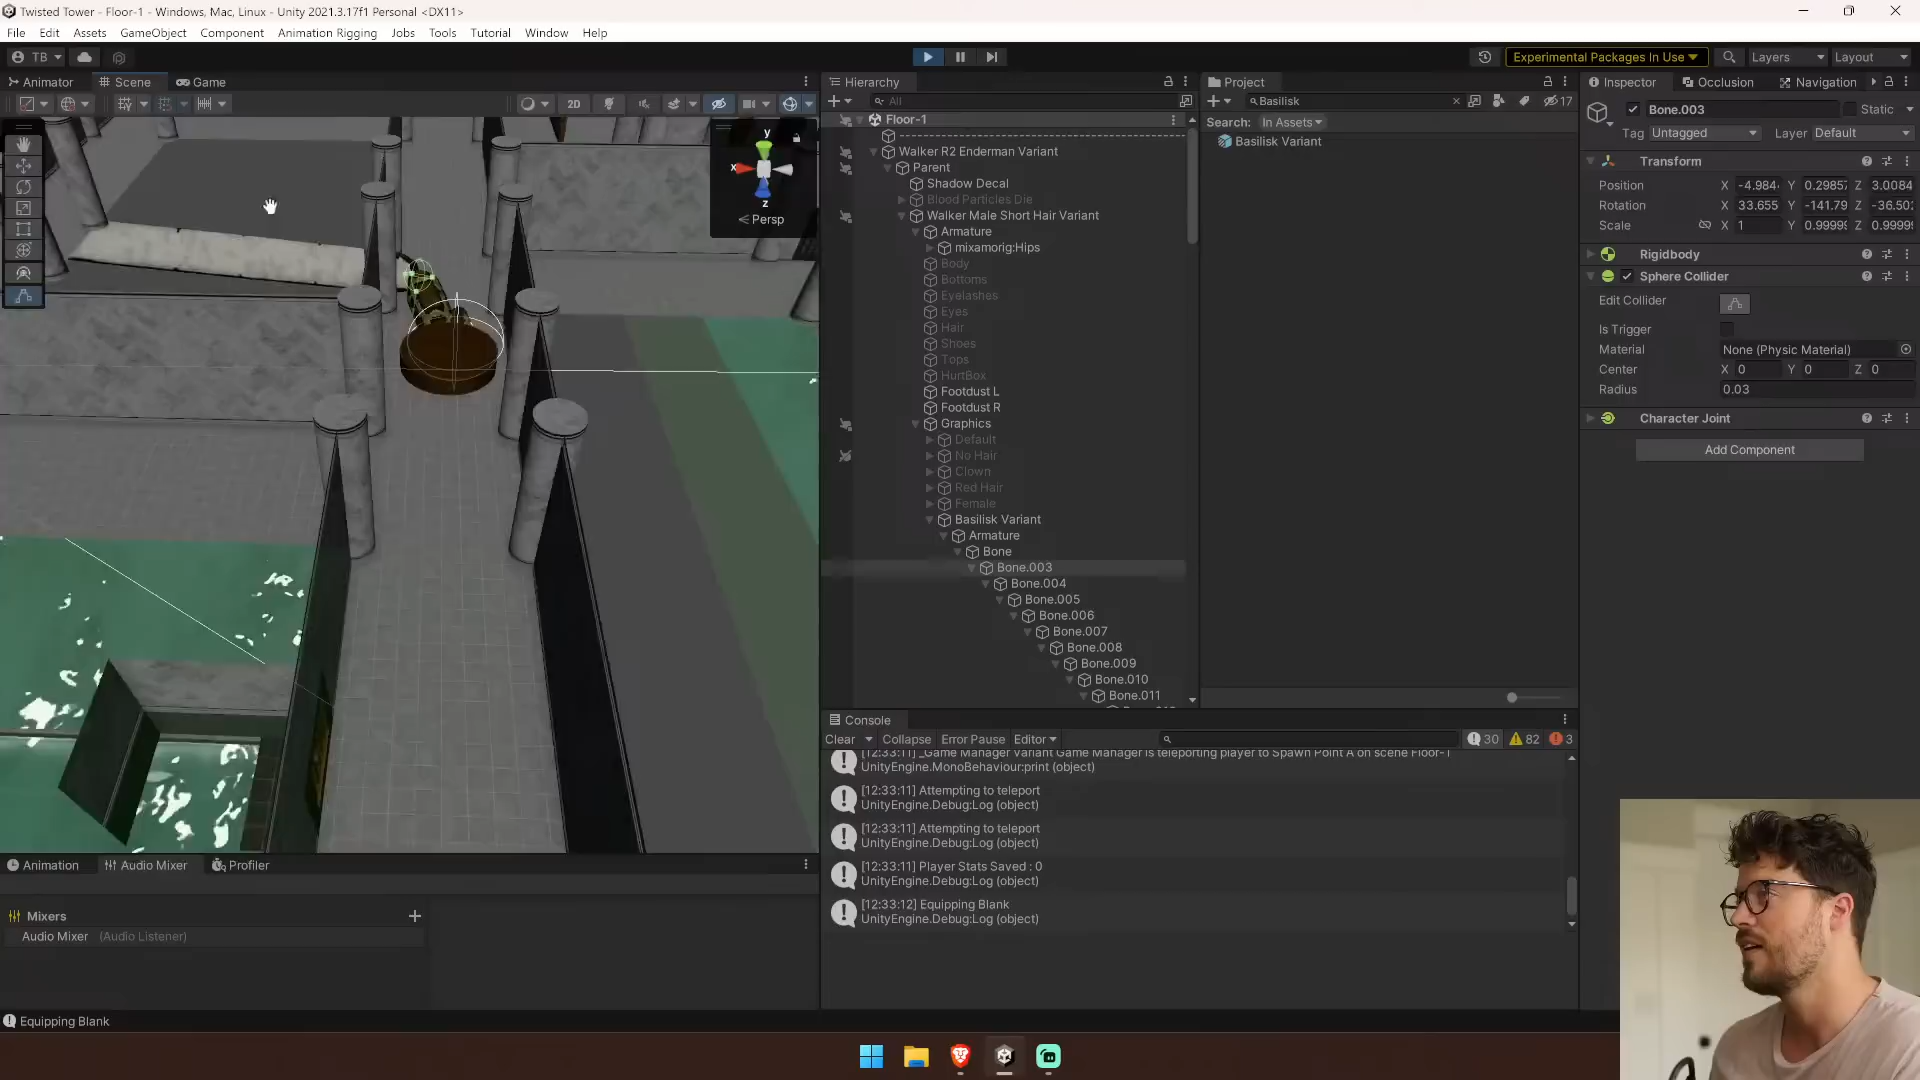 Twisted Tower - Floor-1 - Windows, Mac, Linux - Unity 2021.3.17f1 Personal <DX11>
File Edit Assets GameObject Component Animation Rigging Jobs Tools Tutorial Window Help
TB Experimental Packages In Use Layers Layout
Animator Scene Game
2D
y
x
z
Persp
Animation Audio Mixer Profiler
Mixers
Audio Mixer (Audio Listener)
Equipping Blank
Hierarchy
All
Floor-1
Walker R2 Enderman Variant
Parent
Shadow Decal
Blood Particles Die
Walker Male Short Hair Variant
Armature
mixamorig:Hips
Body
Bottoms
Eyelashes
Eyes
Hair
Shoes
Tops
HurtBox
Footdust L
Footdust R
Graphics
Default
No Hair
Clown
Red Hair
Female
Basilisk Variant
Armature
Bone
Bone.003
Bone.004
Bone.005
Bone.006
Bone.007
Bone.008
Bone.009
Bone.010
Bone.011
Project
Basilisk
17
Search: In Assets
Basilisk Variant
Console
Clear Collapse Error Pause Editor 30 82 3
[12:33:11] _Game Manager Variant Game Manager is teleporting player to Spawn Point A on scene Floor-1
UnityEngine.MonoBehaviour:print (object)
[12:33:11] Attempting to teleport
UnityEngine.Debug:Log (object)
[12:33:11] Attempting to teleport
UnityEngine.Debug:Log (object)
[12:33:11] Player Stats Saved : 0
UnityEngine.Debug:Log (object)
[12:33:12] Equipping Blank
UnityEngine.Debug:Log (object)
Inspector Occlusion Navigation
Bone.003 Static
Tag Untagged Layer Default
Transform
Position X -4.984 Y 0.29857 Z 3.0084
Rotation X 33.655 Y -141.79 Z -36.50
Scale X 1 Y 0.9999 Z 0.9999
Rigidbody
Sphere Collider
Edit Collider
Is Trigger
Material None (Physic Material)
Center X 0 Y 0 Z 0
Radius 0.03
Character Joint
Add Component